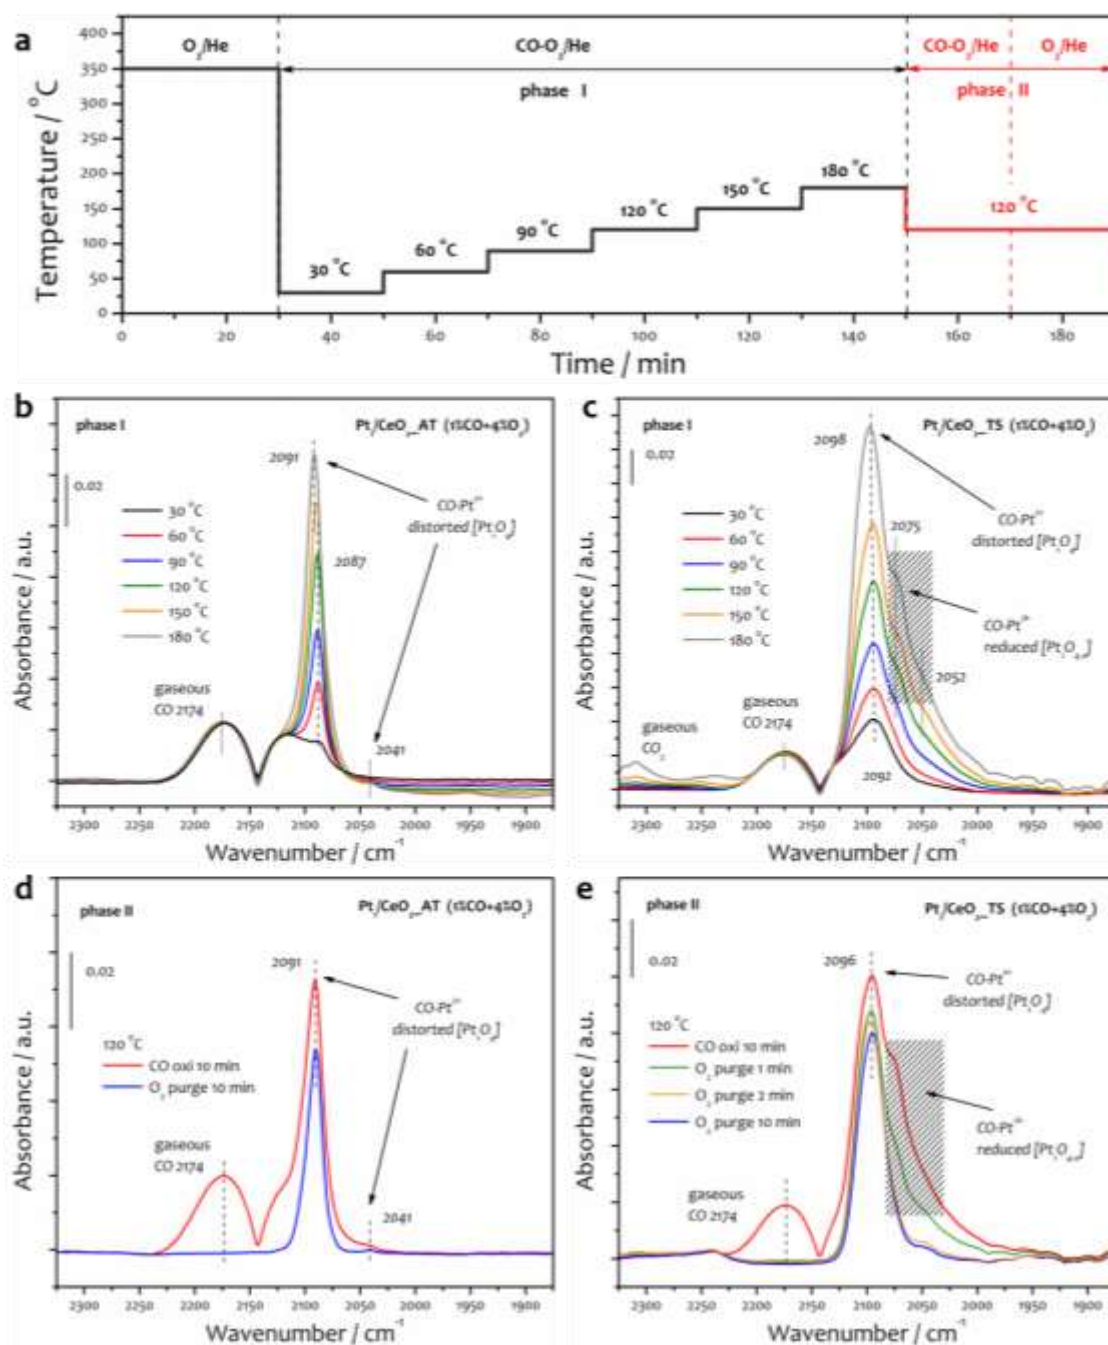 a
O₂/He
CO-O₂/He
CO-O₂/He
O₂/He
phase I
phase II
400
350
300
250
200
150
100
50
0
30 °C
60 °C
90 °C
120 °C
150 °C
180 °C
120 °C
Temperature / °C
0 20 40 60 80 100 120 140 160 180
Time / min
b
phase I
Pt₁/CeO₂_AT (1%CO+4%O₂)
2091
0.02
CO-Pt
distorted [Pt₁O₄]
30 °C
60 °C
90 °C
120 °C
150 °C
180 °C
2087
gaseous
CO 2174
2041
Absorbance / a.u.
2300 2250 2200 2150 2100 2050 2000 1950 1900
Wavenumber / cm⁻¹
c
phase I
Pt₁/CeO₂_TS (1%CO+4%O₂)
2098
0.02
CO-Pt
distorted [Pt₁O₄]
30 °C
60 °C
90 °C
120 °C
150 °C
180 °C
2075
CO-Pt
reduced
2052
gaseous
CO 2174
gaseous
CO₂
2092
Absorbance / a.u.
2300 2250 2200 2150 2100 2050 2000 1950 1900
Wavenumber / cm⁻¹
d
phase II
Pt₁/CeO₂_AT (1%CO+4%O₂)
2091
0.02
CO-Pt
distorted [Pt₁O₄]
120 °C
CO oxi 10 min
O₂ purge 10 min
gaseous
CO 2174
2041
Absorbance / a.u.
2300 2250 2200 2150 2100 2050 2000 1950 1900
Wavenumber / cm⁻¹
e
phase II
Pt₁/CeO₂_TS (1%CO+4%O₂)
2096
0.02
CO-Pt
distorted [Pt₁O₄]
120 °C
CO oxi 10 min
O₂ purge 1 min
O₂ purge 2 min
O₂ purge 10 min
CO-Pt
reduced
gaseous
CO 2174
Absorbance / a.u.
2300 2250 2200 2150 2100 2050 2000 1950 1900
Wavenumber / cm⁻¹